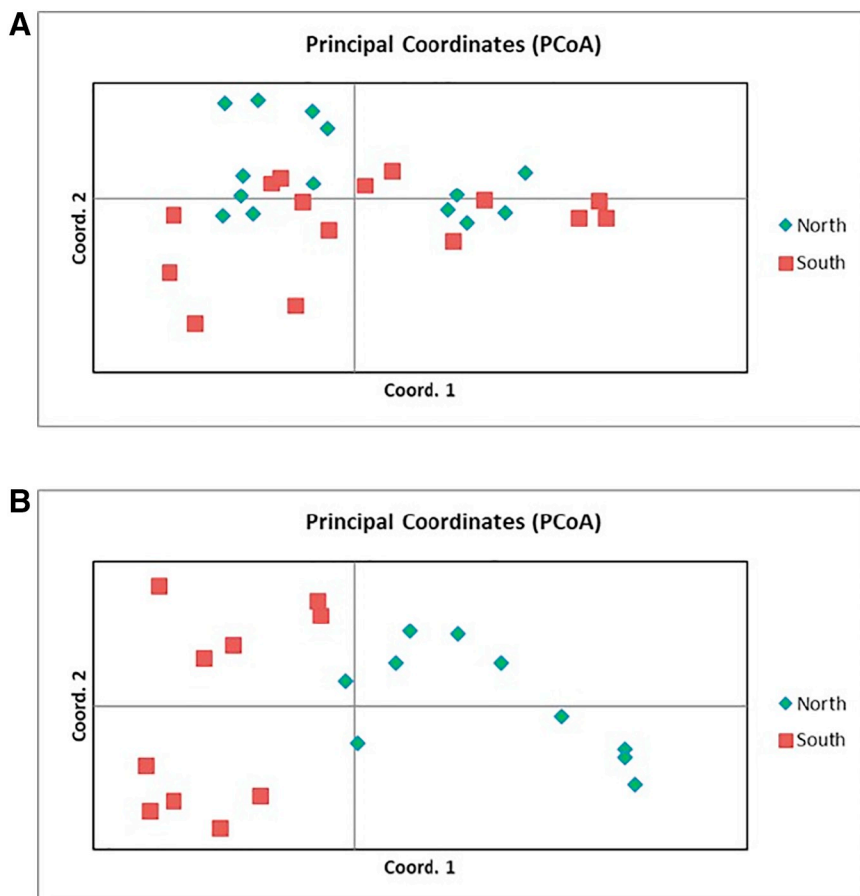 A
Principal Coordinates (PCoA)
Coord. 2
Coord. 1
North
South
B
Principal Coordinates (PCoA)
Coord. 2
Coord. 1
North
South